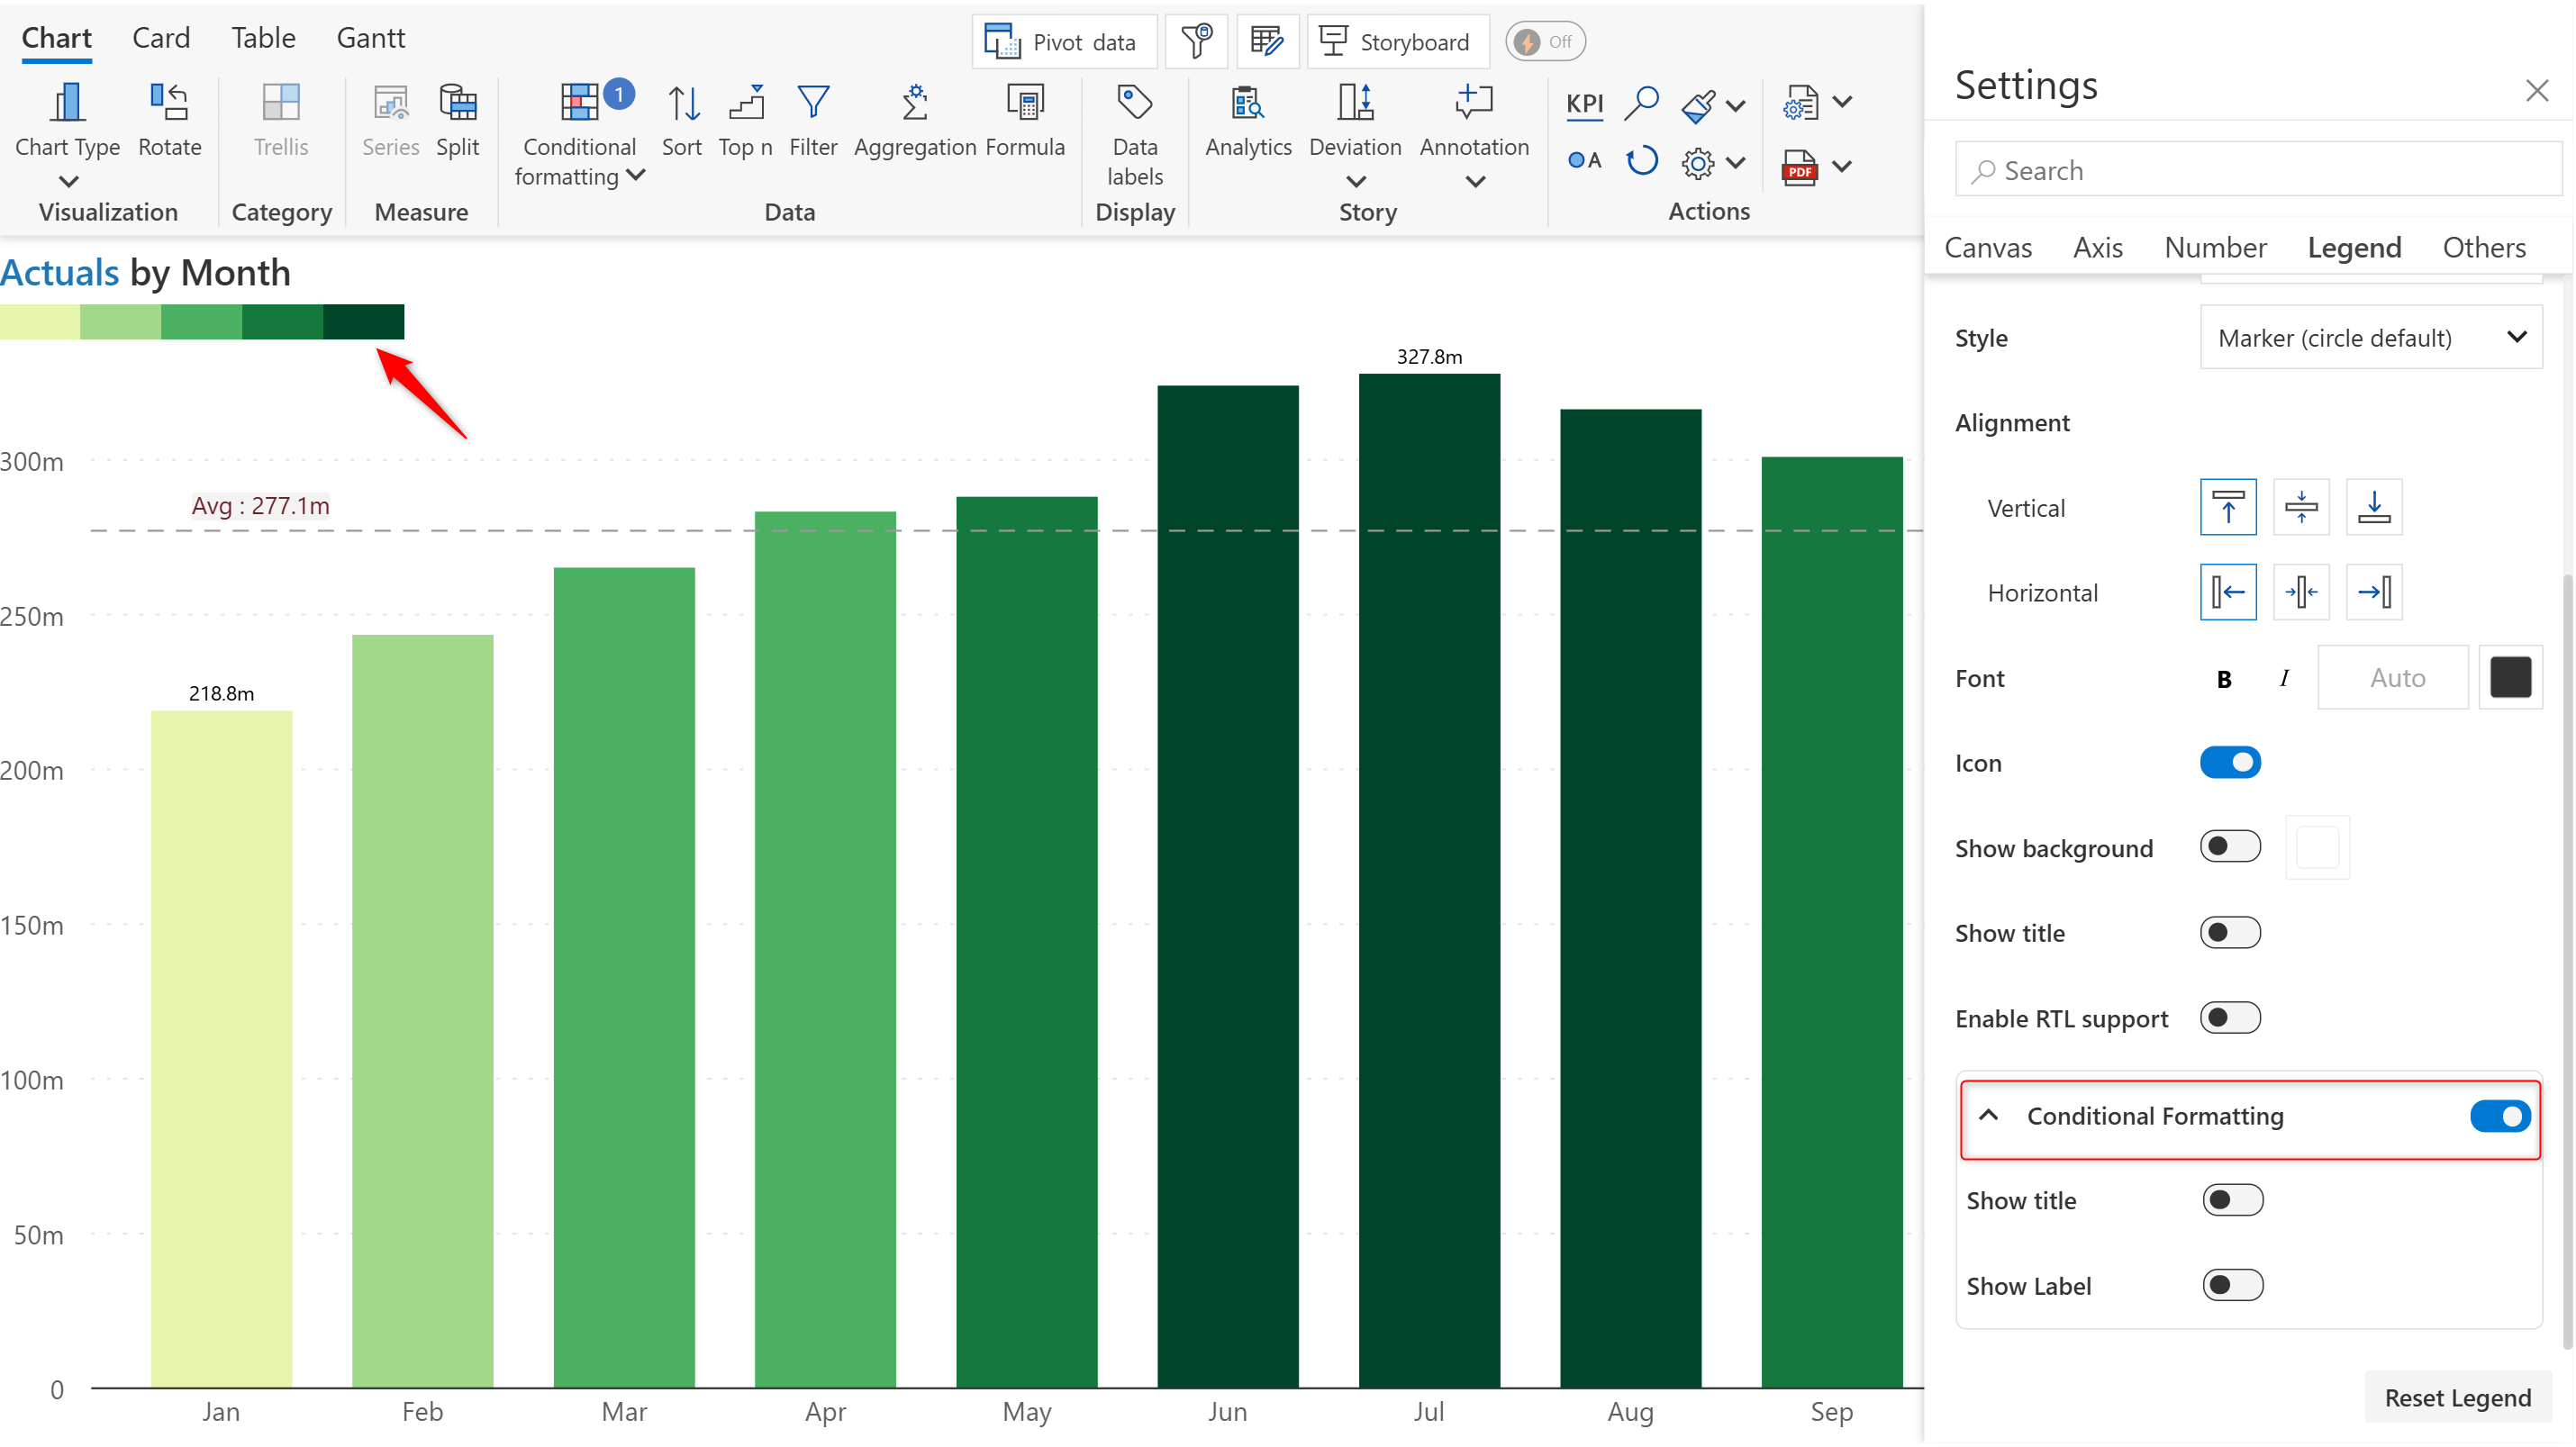 Chart Card Table Gantt
Pivot data Storyboard Off
1 KPI
Chart Type Rotate Trellis Series Split Conditional formatting Sort Top n Filter Aggregation Formula Data labels Analytics Deviation Annotation A PDF
Visualization Category Measure Data Display Story Actions
Actuals by Month
327.8m
300m
Avg : 277.1m
250m
218.8m
200m
150m
100m
50m
0
Jan Feb Mar Apr May Jun Jul Aug Sep
Settings
Search
Canvas Axis Number Legend Others
Style Marker (circle default)
Alignment
Vertical
Horizontal
Font B I Auto
Icon
Show background
Show title
Enable RTL support
Conditional Formatting
Show title
Show Label
Reset Legend